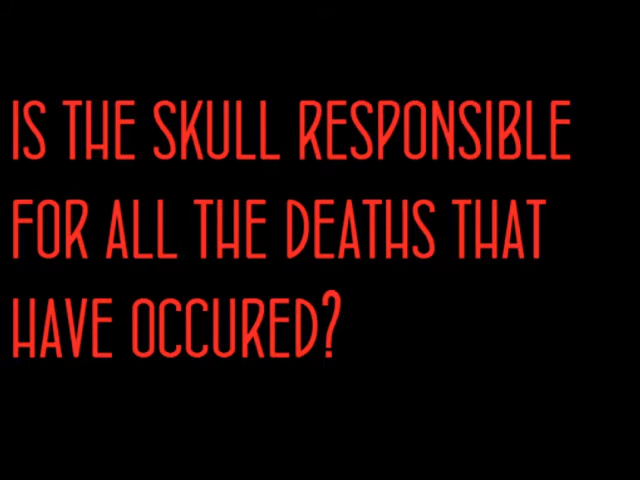 IS THE SKULL RESPONSIBLE
FOR ALL THE DEATHS THAT
HAVE OCCURED?